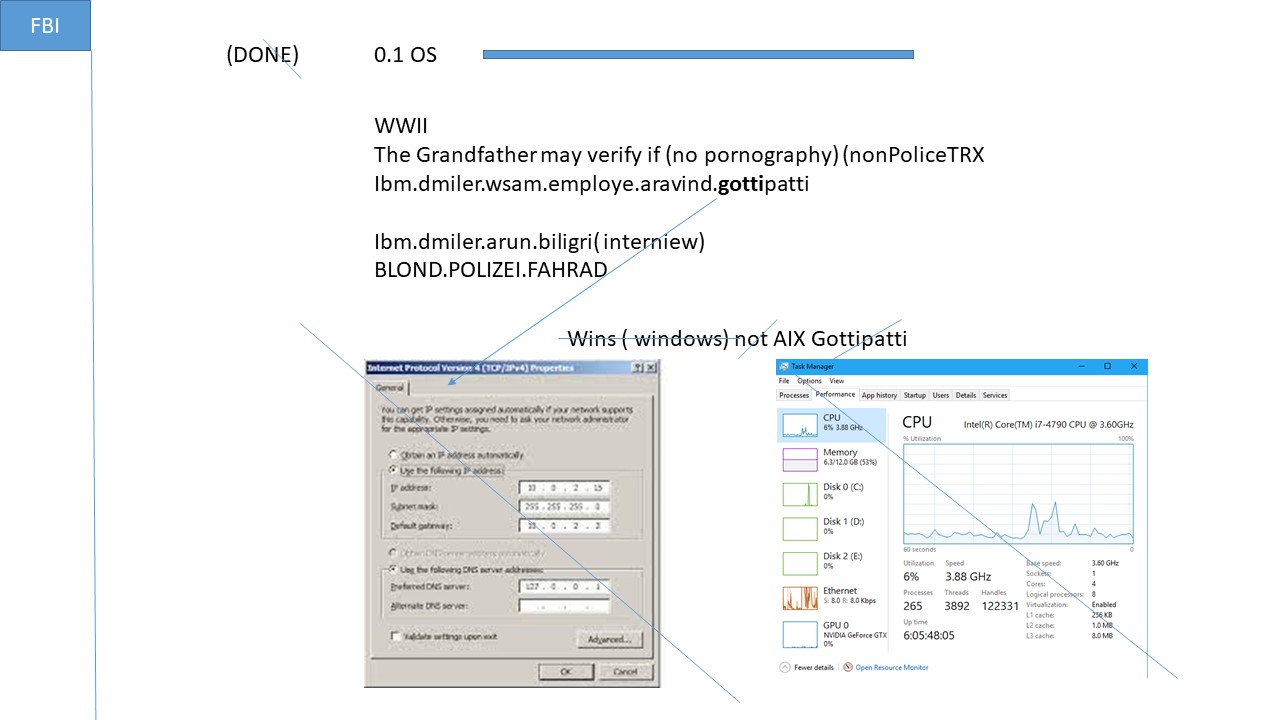 FBI
(DONE) 0.1 OS
WWII
The Grandfather may verify if (no pornography) (nonPoliceTRX
Ibm.dmiler.wsam.employe.aravind.gottipatti
Ibm.dmiler.arun.biligri( interniew)
BLOND.POLIZEI.FAHRAD
Wins ( windows) not AIX Gottipatti
Internet Protocol Version 4 (TCP/IPv4) Properties
General
You can get IP settings assigned automatically if your network supports
this capability. Otherwise, you need to ask your network administrator
for the appropriate IP settings.
Obtain an IP address automatically
Use the following IP address:
IP address: 10 . 0 . 2 . 15
Subnet mask: 255 . 255 . 255 . 0
Default gateway: 10 . 0 . 2 . 2
Obtain DNS server address automatically
Use the following DNS server addresses:
Preferred DNS server: 127 . 0 . 0 . 1
Alternate DNS server: . . .
Validate settings upon exit
Advanced...
OK Cancel
Task Manager
File Options View
Processes Performance App history Startup Users Details Services
CPU
6% 3.88 GHz
Memory
6.3/12.0 GB (53%)
Disk 0 (C:)
0%
Disk 1 (D:)
0%
Disk 2 (E:)
0%
Ethernet
S: 8.0 R: 8.0 Kbps
GPU 0
NVIDIA GeForce GTX
0%
CPU Intel(R) Core(TM) i7-4790 CPU @ 3.60GHz
% Utilization 100%
60 seconds 0
Utilization Speed
6% 3.88 GHz
Processes Threads Handles
265 3892 122331
Up time
6:05:48:05
Base speed: 3.60 GHz
Sockets: 1
Cores: 4
Logical processors: 8
Virtualization: Enabled
L1 cache: 256 KB
L2 cache: 1.0 MB
L3 cache: 8.0 MB
Fewer details Open Resource Monitor